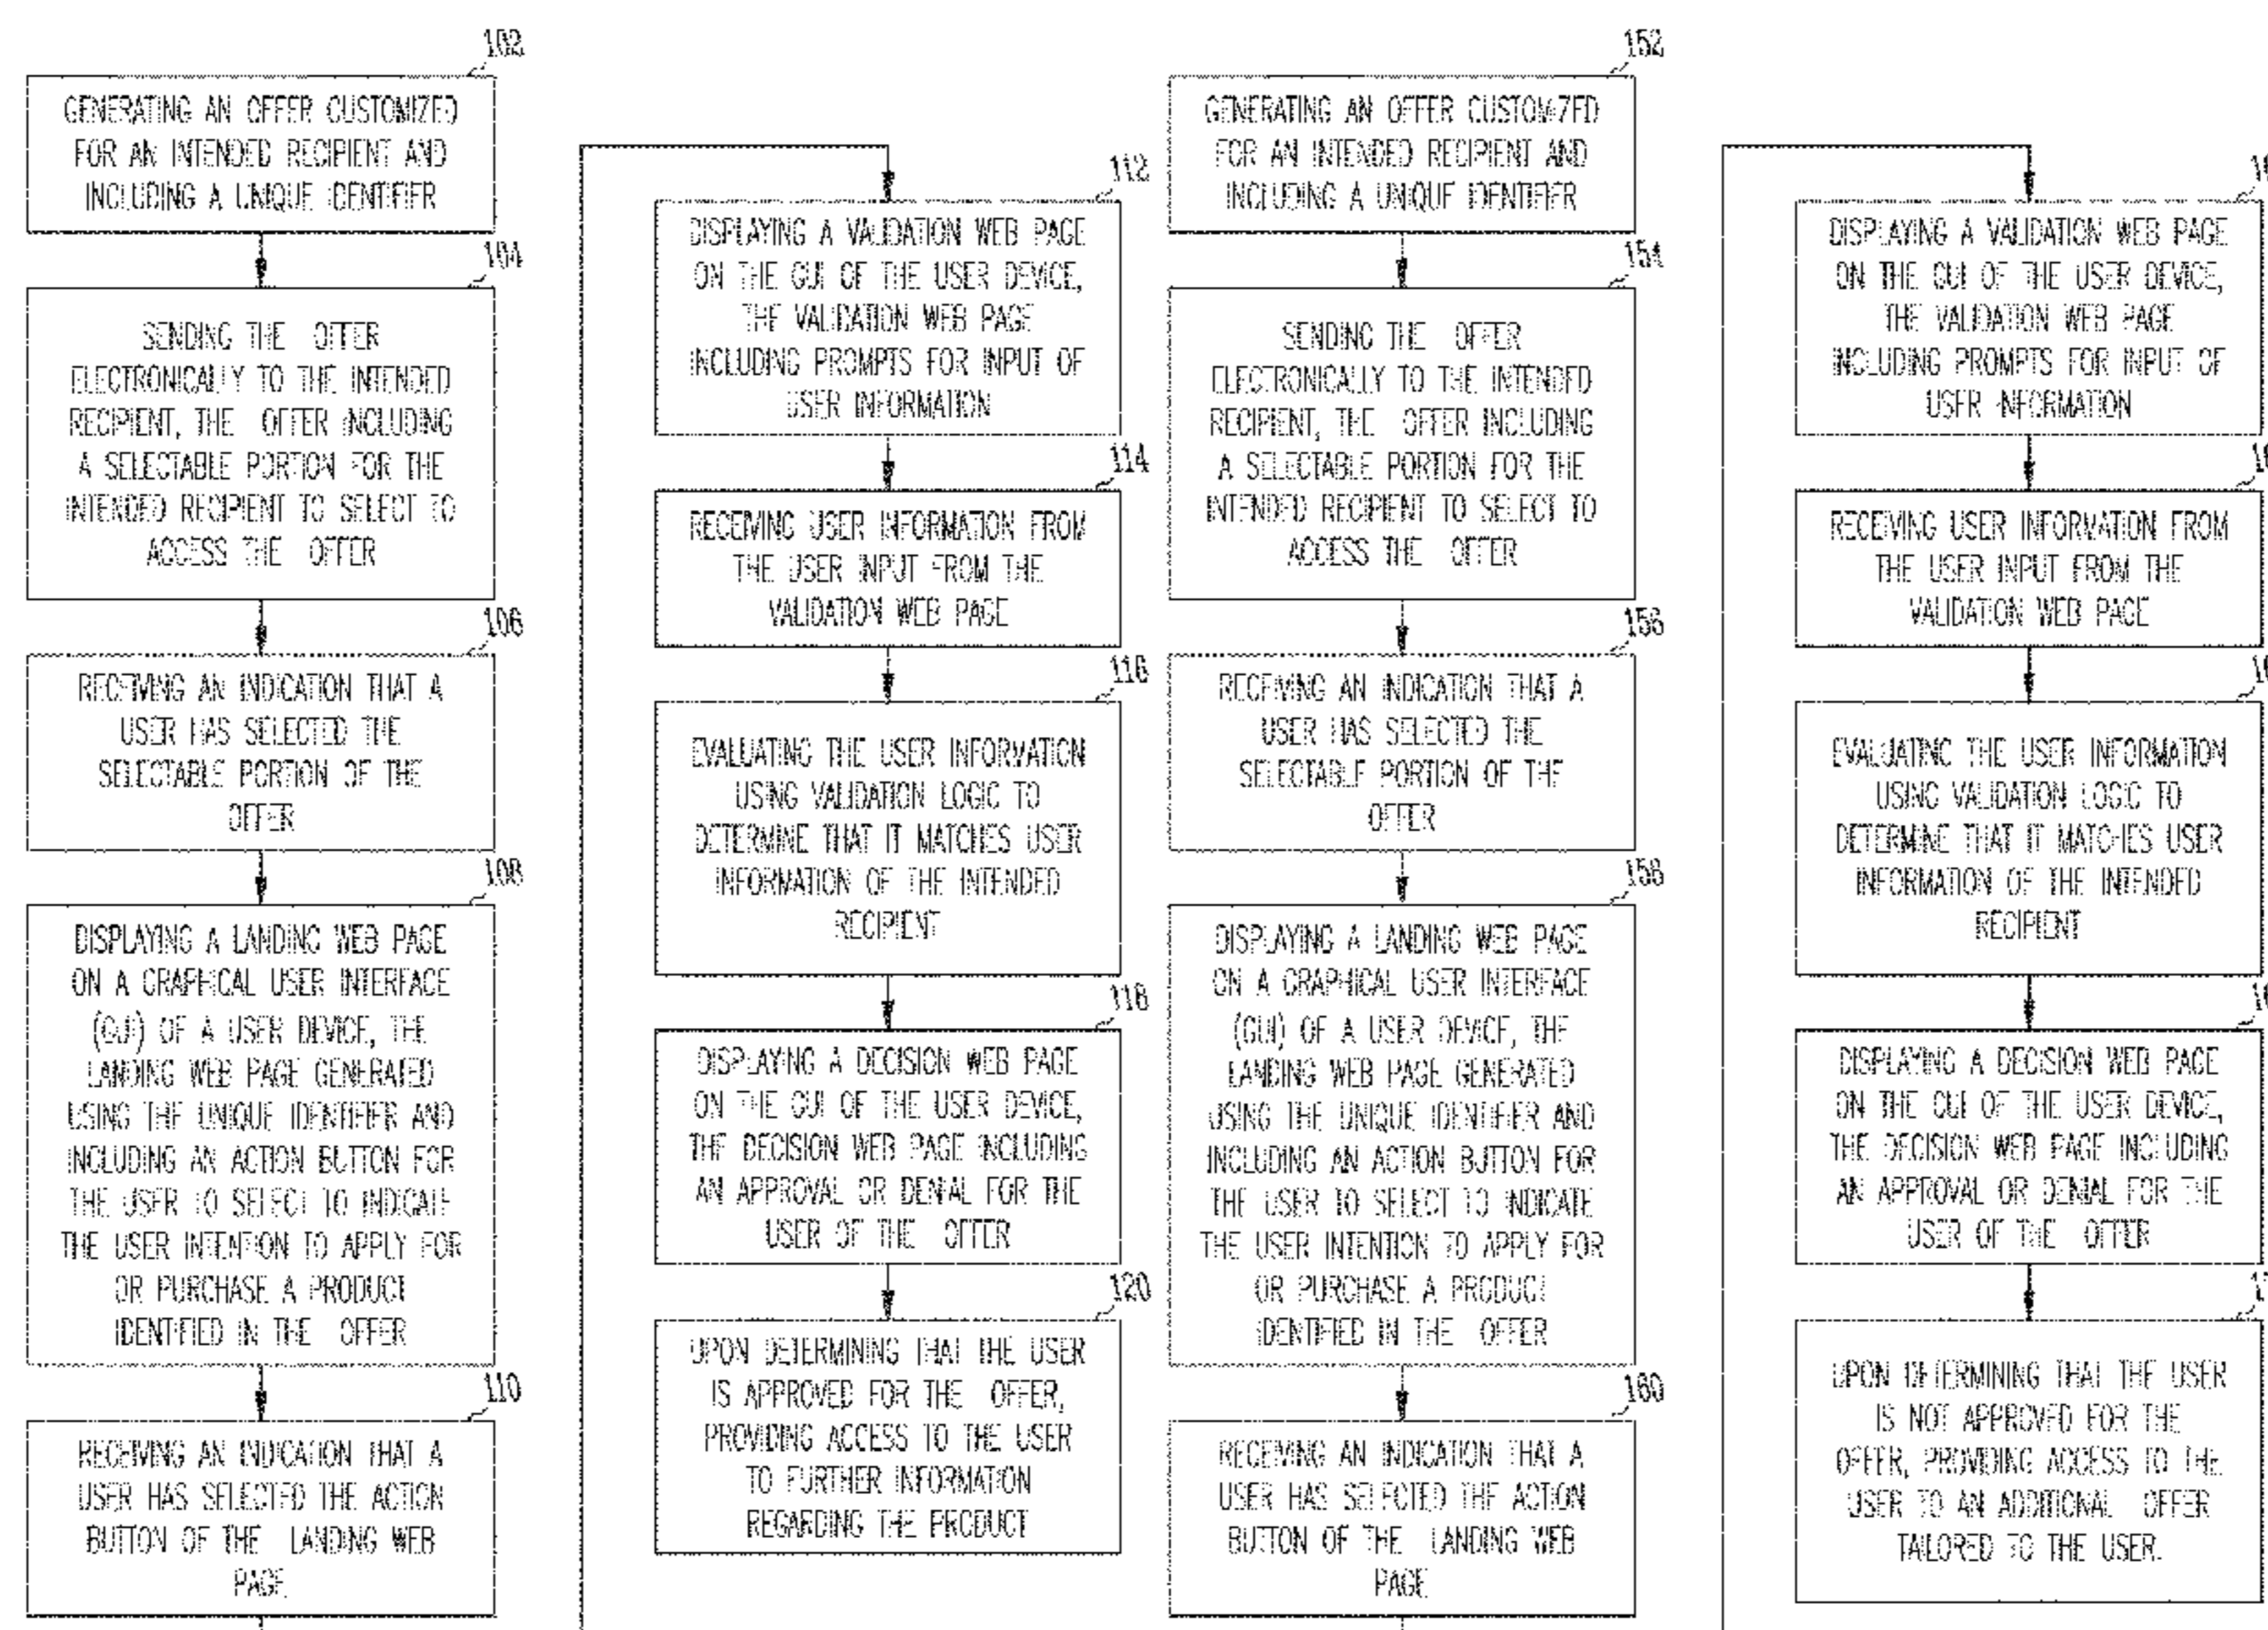 102
GENERATING AN OFFER CUSTOMIZED
FOR AN INTENDED RECIPIENT AND
INCLUDING A UNIQUE IDENTIFIER
104
SENDING THE OFFER
ELECTRONICALLY TO THE INTENDED
RECIPIENT, THE OFFER INCLUDING
A SELECTABLE PORTION FOR THE
INTENDED RECIPIENT TO SELECT TO
ACCESS THE OFFER
106
RECEIVING AN INDICATION THAT A
USER HAS SELECTED THE
SELECTABLE PORTION OF THE
OFFER
108
DISPLAYING A LANDING WEB PAGE
ON A GRAPHICAL USER INTERFACE
(GUI) OF A USER DEVICE, THE
LANDING WEB PAGE GENERATED
USING THE UNIQUE IDENTIFIER AND
INCLUDING AN ACTION BUTTON FOR
THE USER TO SELECT TO INDICATE
THE USER INTENTION TO APPLY FOR
OR PURCHASE A PRODUCT
IDENTIFIED IN THE OFFER
110
RECEIVING AN INDICATION THAT A
USER HAS SELECTED THE ACTION
BUTTON OF THE LANDING WEB
PAGE
112
DISPLAYING A VALIDATION WEB PAGE
ON THE GUI OF THE USER DEVICE,
THE VALIDATION WEB PAGE
INCLUDING PROMPTS FOR INPUT OF
USER INFORMATION
114
RECEIVING USER INFORMATION FROM
THE USER INPUT FROM THE
VALIDATION WEB PAGE
116
EVALUATING THE USER INFORMATION
USING VALIDATION LOGIC TO
DETERMINE THAT IT MATCHES USER
INFORMATION OF THE INTENDED
RECIPIENT
118
DISPLAYING A DECISION WEB PAGE
ON THE GUI OF THE USER DEVICE,
THE DECISION WEB PAGE INCLUDING
AN APPROVAL OR DENIAL FOR THE
USER OF THE OFFER
120
UPON DETERMINING THAT THE USER
IS APPROVED FOR THE OFFER,
PROVIDING ACCESS TO THE USER
TO FURTHER INFORMATION
REGARDING THE PRODUCT
152
GENERATING AN OFFER CUSTOMIZED
FOR AN INTENDED RECIPIENT AND
INCLUDING A UNIQUE IDENTIFIER
154
SENDING THE OFFER
ELECTRONICALLY TO THE INTENDED
RECIPIENT, THE OFFER INCLUDING
A SELECTABLE PORTION FOR THE
INTENDED RECIPIENT TO SELECT TO
ACCESS THE OFFER
156
RECEIVING AN INDICATION THAT A
USER HAS SELECTED THE
SELECTABLE PORTION OF THE
OFFER
158
DISPLAYING A LANDING WEB PAGE
ON A GRAPHICAL USER INTERFACE
(GUI) OF A USER DEVICE, THE
LANDING WEB PAGE GENERATED
USING THE UNIQUE IDENTIFIER AND
INCLUDING AN ACTION BUTTON FOR
THE USER TO SELECT TO INDICATE
THE USER INTENTION TO APPLY FOR
OR PURCHASE A PRODUCT
IDENTIFIED IN THE OFFER
160
RECEIVING AN INDICATION THAT A
USER HAS SELECTED THE ACTION
BUTTON OF THE LANDING WEB
PAGE
DISPLAYING A VALIDATION WEB PAGE
ON THE GUI OF THE USER DEVICE,
THE VALIDATION WEB PAGE
INCLUDING PROMPTS FOR INPUT OF
USER INFORMATION
RECEIVING USER INFORMATION FROM
THE USER INPUT FROM THE
VALIDATION WEB PAGE
EVALUATING THE USER INFORMATION
USING VALIDATION LOGIC TO
DETERMINE THAT IT MATCHES USER
INFORMATION OF THE INTENDED
RECIPIENT
DISPLAYING A DECISION WEB PAGE
ON THE GUI OF THE USER DEVICE,
THE DECISION WEB PAGE INCLUDING
AN APPROVAL OR DENIAL FOR THE
USER OF THE OFFER
UPON DETERMINING THAT THE USER
IS NOT APPROVED FOR THE
OFFER, PROVIDING ACCESS TO THE
USER TO AN ADDITIONAL OFFER
TAILORED TO THE USER.